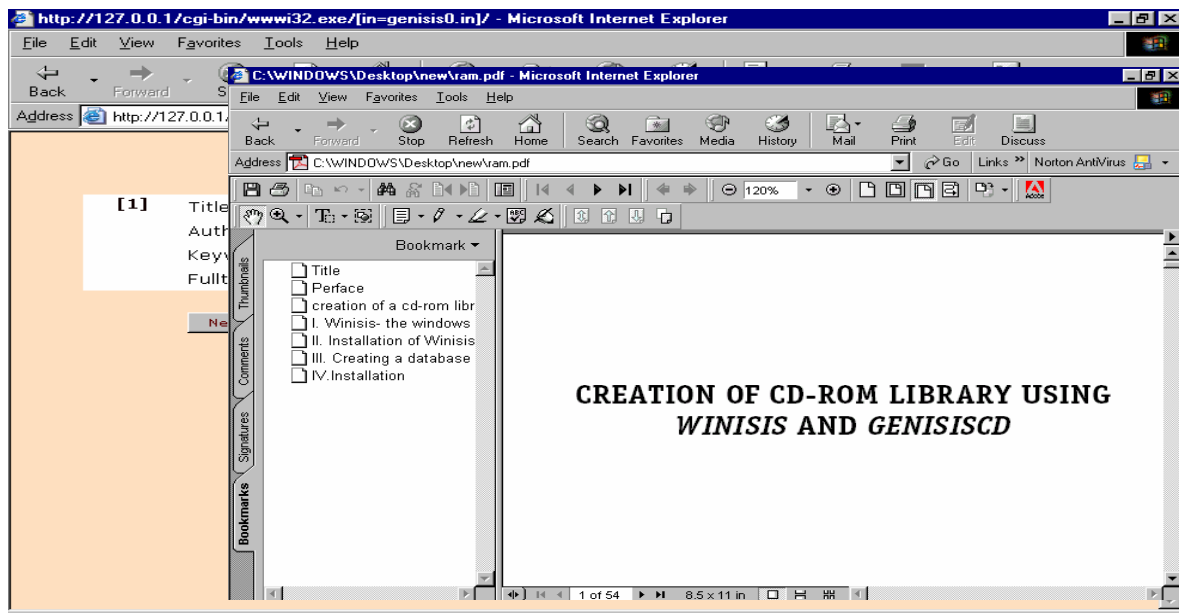 http://127.0.0.1/cgi-bin/wwwi32.exe/[in=genisis0.in]/ - Microsoft Internet Explorer
File Edit View Favorites Tools Help
Back Forward
Address http://127.0.0.1/
[1] Title
Auth
Keyw
Fullt
Ne
C:\WINDOWS\Desktop\new\ram.pdf - Microsoft Internet Explorer
File Edit View Favorites Tools Help
Back Forward Stop Refresh Home Search Favorites Media History Mail Print Edit Discuss
Address C:\WINDOWS\Desktop\new\ram.pdf Go Links » Norton AntiVirus
120%
Adobe
Bookmark
Thumbnails
Comments
Signatures
Bookmarks
Title
Perface
creation of a cd-rom libr
I. Winisis- the windows
II. Installation of Winisis
III. Creating a database
IV.Installation
CREATION OF CD-ROM LIBRARY USING
WINISIS AND GENISISCD
1 of 54 8.5 x 11 in